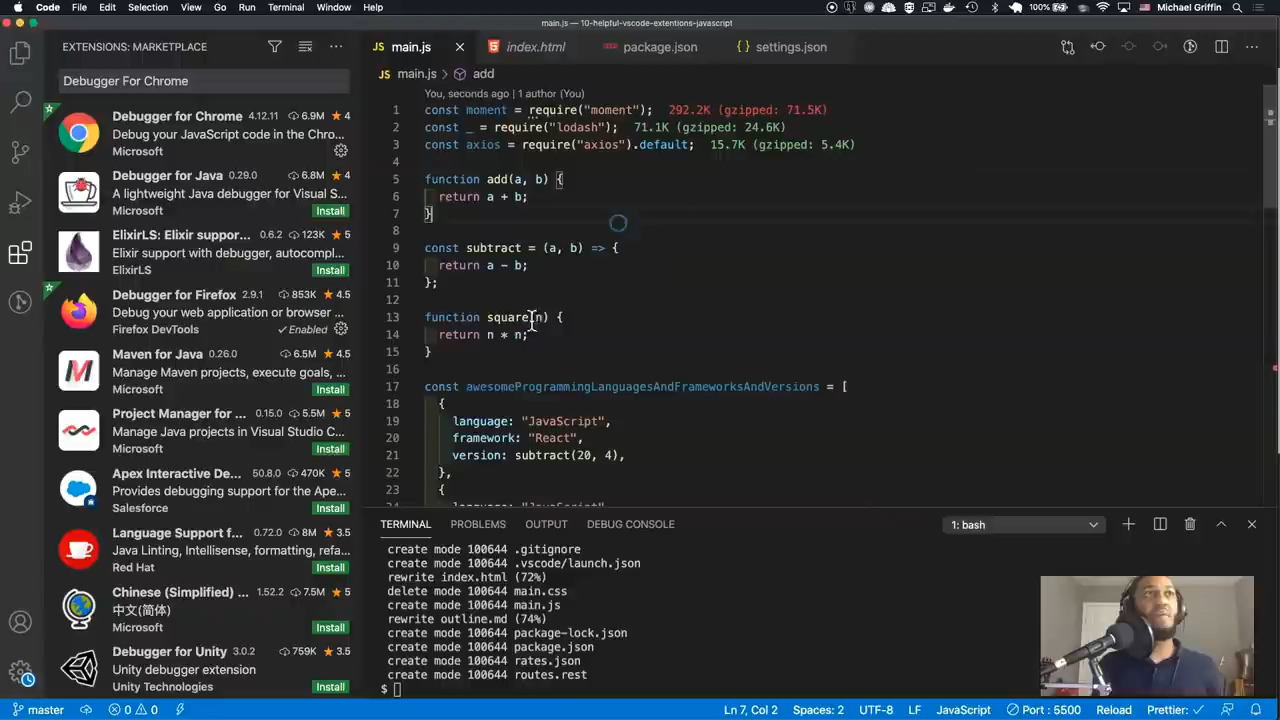 Code File Edit Selection View Go Run Terminal Window Help 100% Michael Griffin
main.js — 10-helpful-vscode-extentions-javascript
EXTENSIONS: MARKETPLACE
Debugger For Chrome
Debugger for Chrome 4.12.11 6.9M 4
Debug your JavaScript code in the Chro...
Microsoft
Debugger for Java 0.29.0 6.8M 4
A lightweight Java debugger for Visual S...
Microsoft Install
ElixirLS: Elixir suppor... 0.6.2 123K 5
Elixir support with debugger, autocompl...
ElixirLS Install
Debugger for Firefox 2.9.1 853K 4.5
Debug your web application or browser ...
Firefox DevTools ✓ Enabled
Maven for Java 0.26.0 6.5M 4.5
Manage Maven projects, execute goals, ...
Microsoft Install
Project Manager for ... 0.15.0 5.5M 5
Manage Java projects in Visual Studio C...
Microsoft Install
Apex Interactive De... 50.8.0 470K 5
Provides debugging support for the Ape...
Salesforce Install
Language Support f... 0.72.0 8M 3.5
Java Linting, Intellisense, formatting, refa...
Red Hat Install
Chinese (Simplified) ... 1.52.2 7.5M 5
中文(简体)
Microsoft Install
Debugger for Unity 3.0.2 759K 3.5
Unity debugger extension
Unity Technologies Install
JS main.js index.html package.json { } settings.json
JS main.js > add
You, seconds ago | 1 author (You)
1 const moment = require("moment"); 292.2K (gzipped: 71.5K)
2 const _ = require("lodash"); 71.1K (gzipped: 24.6K)
3 const axios = require("axios").default; 15.7K (gzipped: 5.4K)
4
5 function add(a, b) {
6 return a + b;
7 }
8
9 const subtract = (a, b) => {
10 return a - b;
11 };
12
13 function square(n) {
14 return n * n;
15 }
16
17 const awesomeProgrammingLanguagesAndFrameworksAndVersions = [
18 {
19 language: "JavaScript",
20 framework: "React",
21 version: subtract(20, 4),
22 },
23 {
TERMINAL PROBLEMS OUTPUT DEBUG CONSOLE 1: bash
create mode 100644 .gitignore
create mode 100644 .vscode/launch.json
rewrite index.html (72%)
delete mode 100644 main.css
create mode 100644 main.js
rewrite outline.md (74%)
create mode 100644 package-lock.json
create mode 100644 package.json
create mode 100644 rates.json
create mode 100644 routes.rest
$
master 0 0 Ln 7, Col 2 Spaces: 2 UTF-8 LF JavaScript Port : 5500 Reload Prettier: ✓